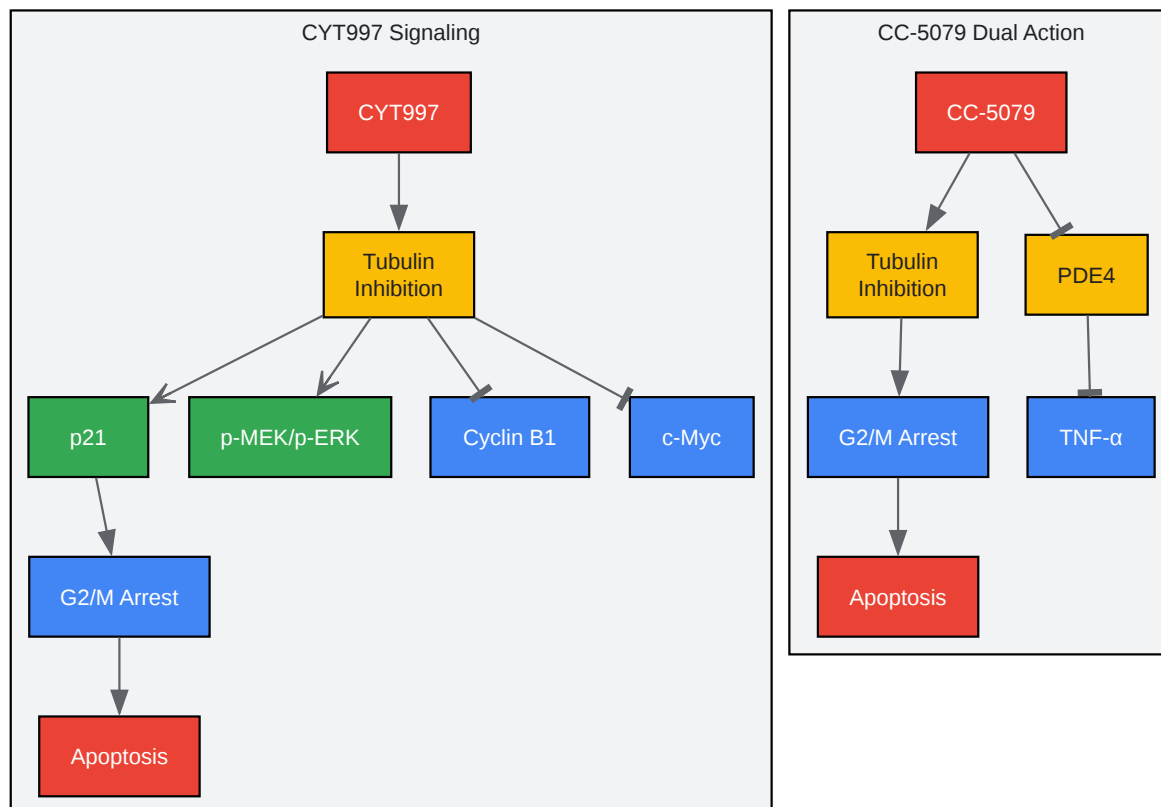 CYT997 Signaling
CYT997
Tubulin
Inhibition
p21
p-MEK/p-ERK
Cyclin B1
c-Myc
G2/M Arrest
Apoptosis
CC-5079 Dual Action
CC-5079
Tubulin
Inhibition
PDE4
G2/M Arrest
TNF-α
Apoptosis